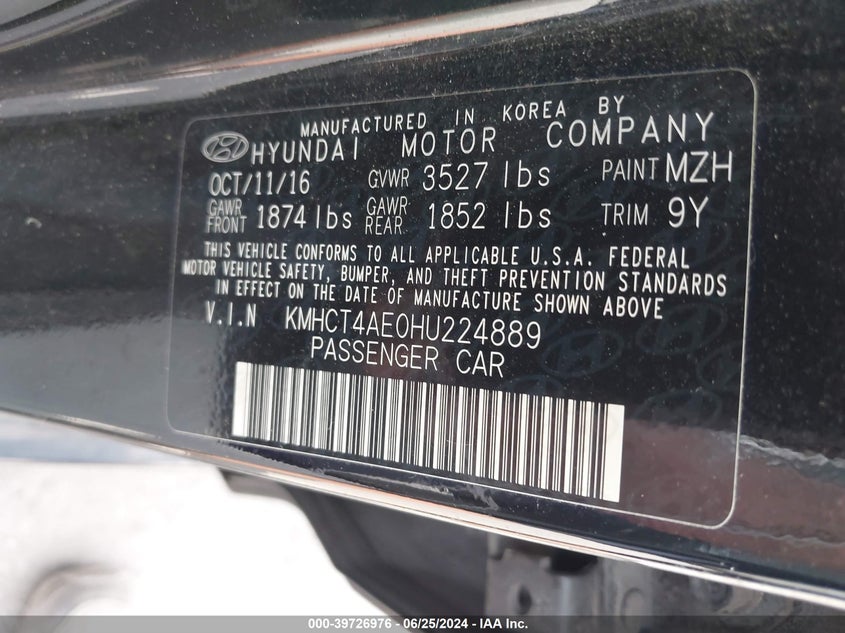 MANUFACTURED IN KOREA BY
HYUNDAI MOTOR COMPANY
OCT/11/16 GVWR 3527 lbs PAINT MZH
GAWR FRONT 1874 lbs GAWR REAR 1852 lbs TRIM 9Y
THIS VEHICLE CONFORMS TO ALL APPLICABLE U.S.A. FEDERAL
MOTOR VEHICLE SAFETY, BUMPER, AND THEFT PREVENTION STANDARDS
IN EFFECT ON THE DATE OF MANUFACTURE SHOWN ABOVE
V.I.N KMHCT4AE0HU224889
PASSENGER CAR
000-39726976 - 06/25/2024 - IAA Inc.